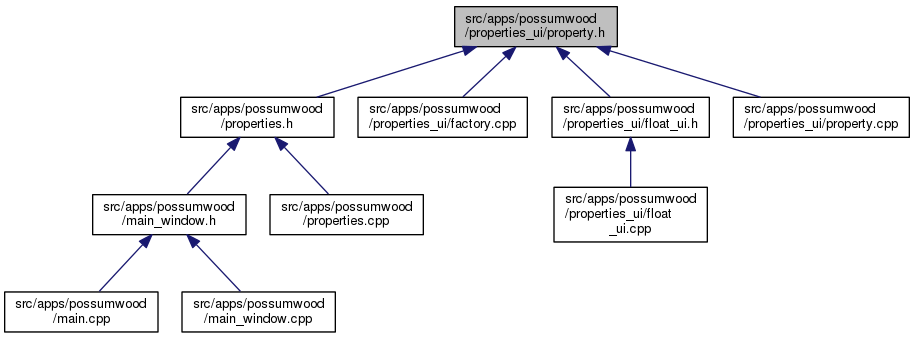 src/apps/possumwood
/properties_ui/property.h
src/apps/possumwood
/properties.h
src/apps/possumwood
/properties_ui/factory.cpp
src/apps/possumwood
/properties_ui/float_ui.h
src/apps/possumwood
/properties_ui/property.cpp
src/apps/possumwood
/main_window.h
src/apps/possumwood
/properties.cpp
src/apps/possumwood
/properties_ui/float
_ui.cpp
src/apps/possumwood
/main.cpp
src/apps/possumwood
/main_window.cpp